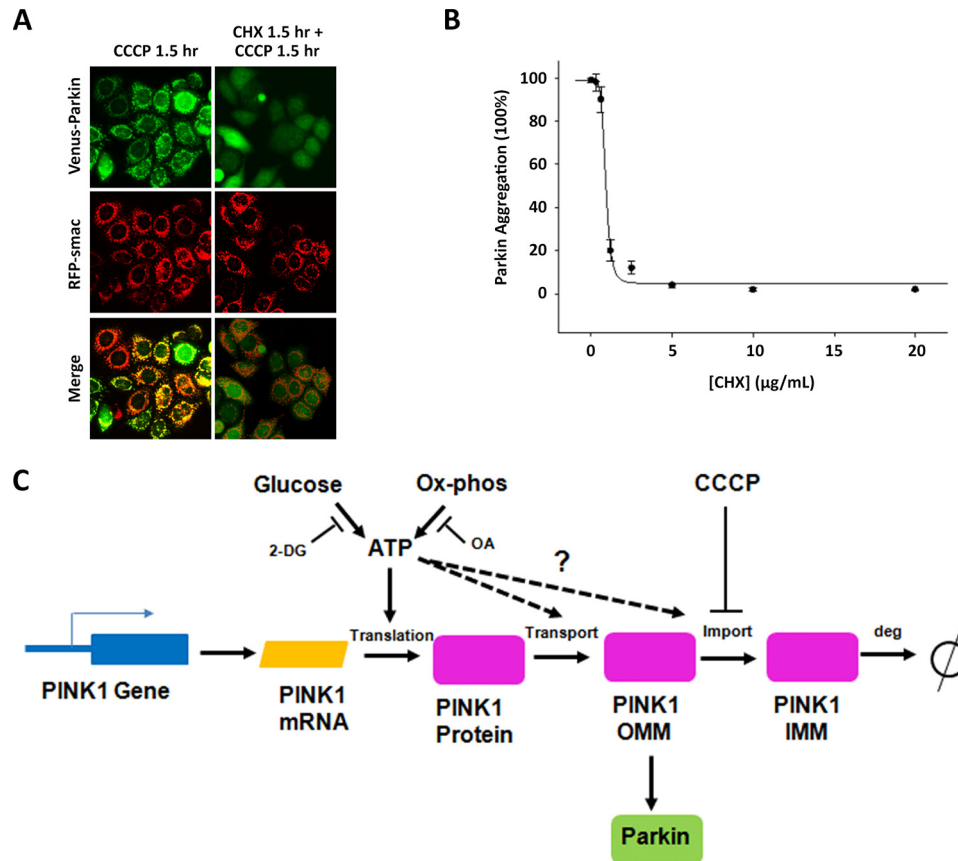 A
CCCP 1.5 hr
CHX 1.5 hr +
CCCP 1.5 hr
Venus-Parkin
RFP-smac
Merge
B
Parkin Aggregation (100%)
100
80
60
40
20
0
0
5
10
15
20
[CHX] (µg/mL)
C
Glucose
Ox-phos
CCCP
2-DG
ATP
OA
?
Translation
Transport
Import
deg
PINK1 Gene
PINK1
mRNA
PINK1
Protein
PINK1
OMM
PINK1
IMM
Parkin